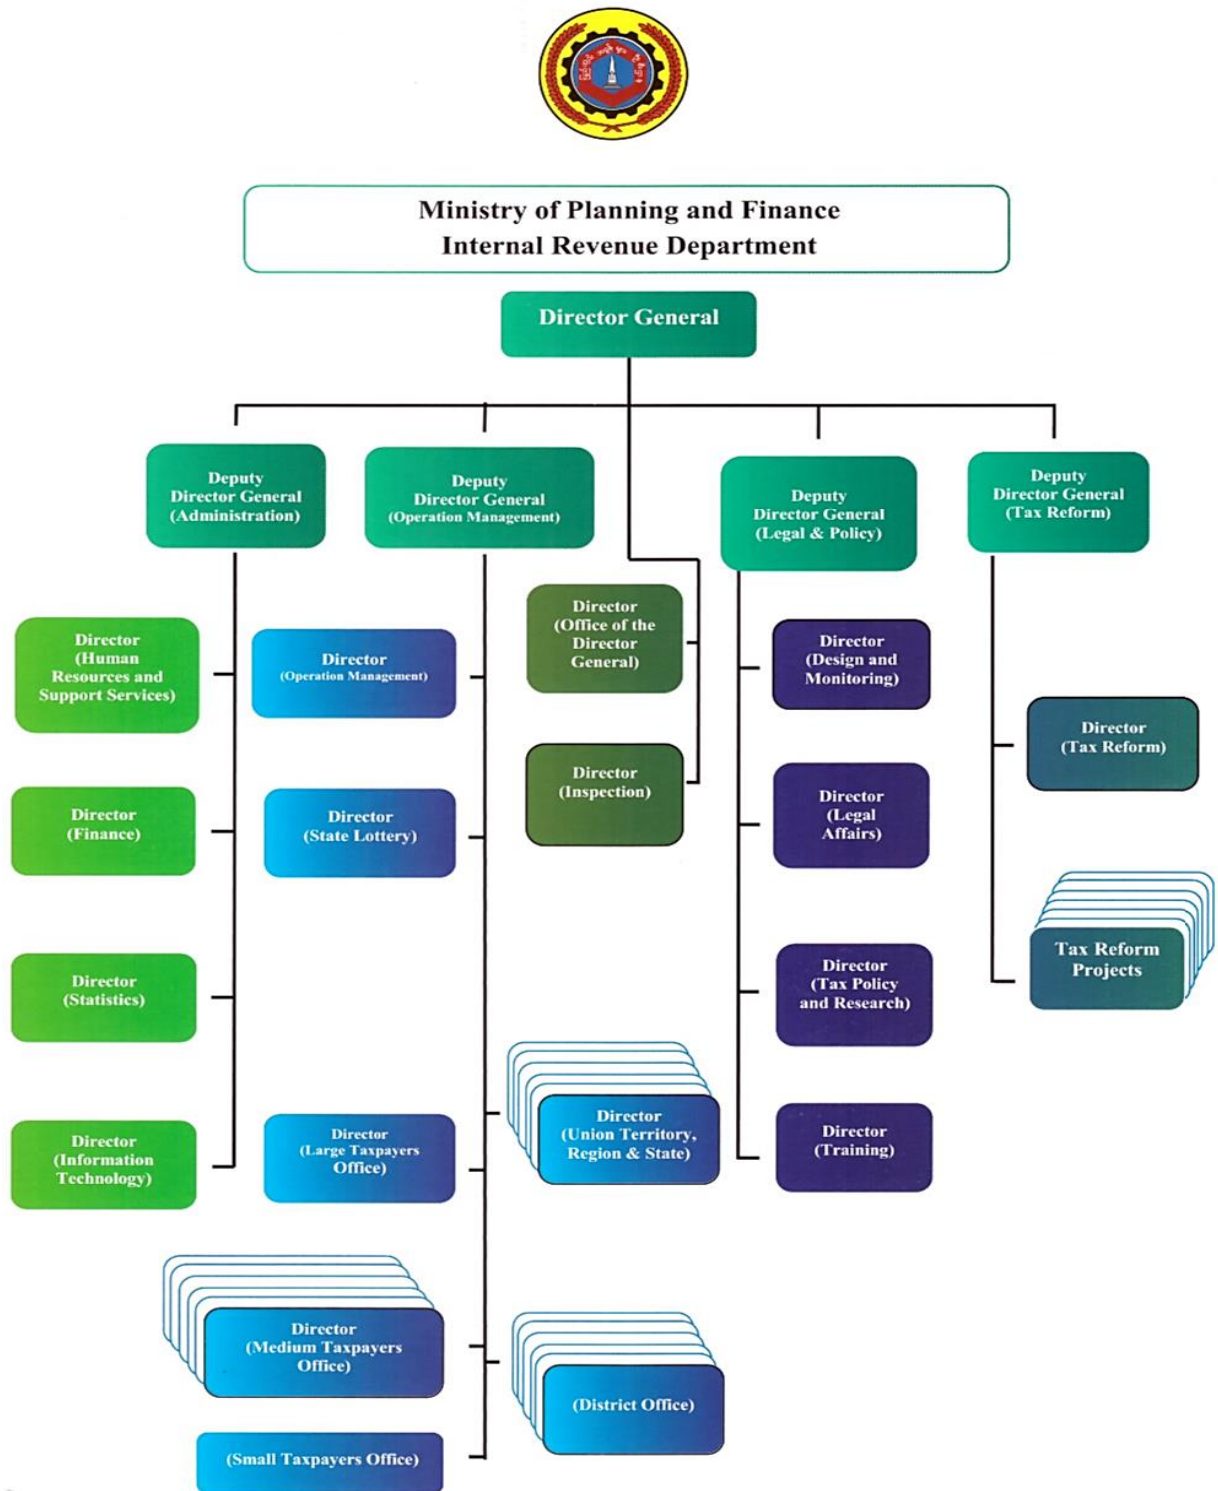 Ministry of Planning and Finance
Internal Revenue Department
Director General
Deputy
Director General
(Administration)
Deputy
Director General
(Operation Management)
Deputy
Director General
(Legal & Policy)
Deputy
Director General
(Tax Reform)
Director
(Human
Resources and
Support Services)
Director
(Finance)
Director
(Statistics)
Director
(Information
Technology)
Director
(Operation Management)
Director
(State Lottery)
Director
(Large Taxpayers
Office)
Director
(Medium Taxpayers
Office)
(Small Taxpayers Office)
Director
(Union Territory,
Region & State)
(District Office)
Director
(Office of the
Director
General)
Director
(Inspection)
Director
(Design and
Monitoring)
Director
(Legal
Affairs)
Director
(Tax Policy
and Research)
Director
(Training)
Director
(Tax Reform)
Tax Reform
Projects